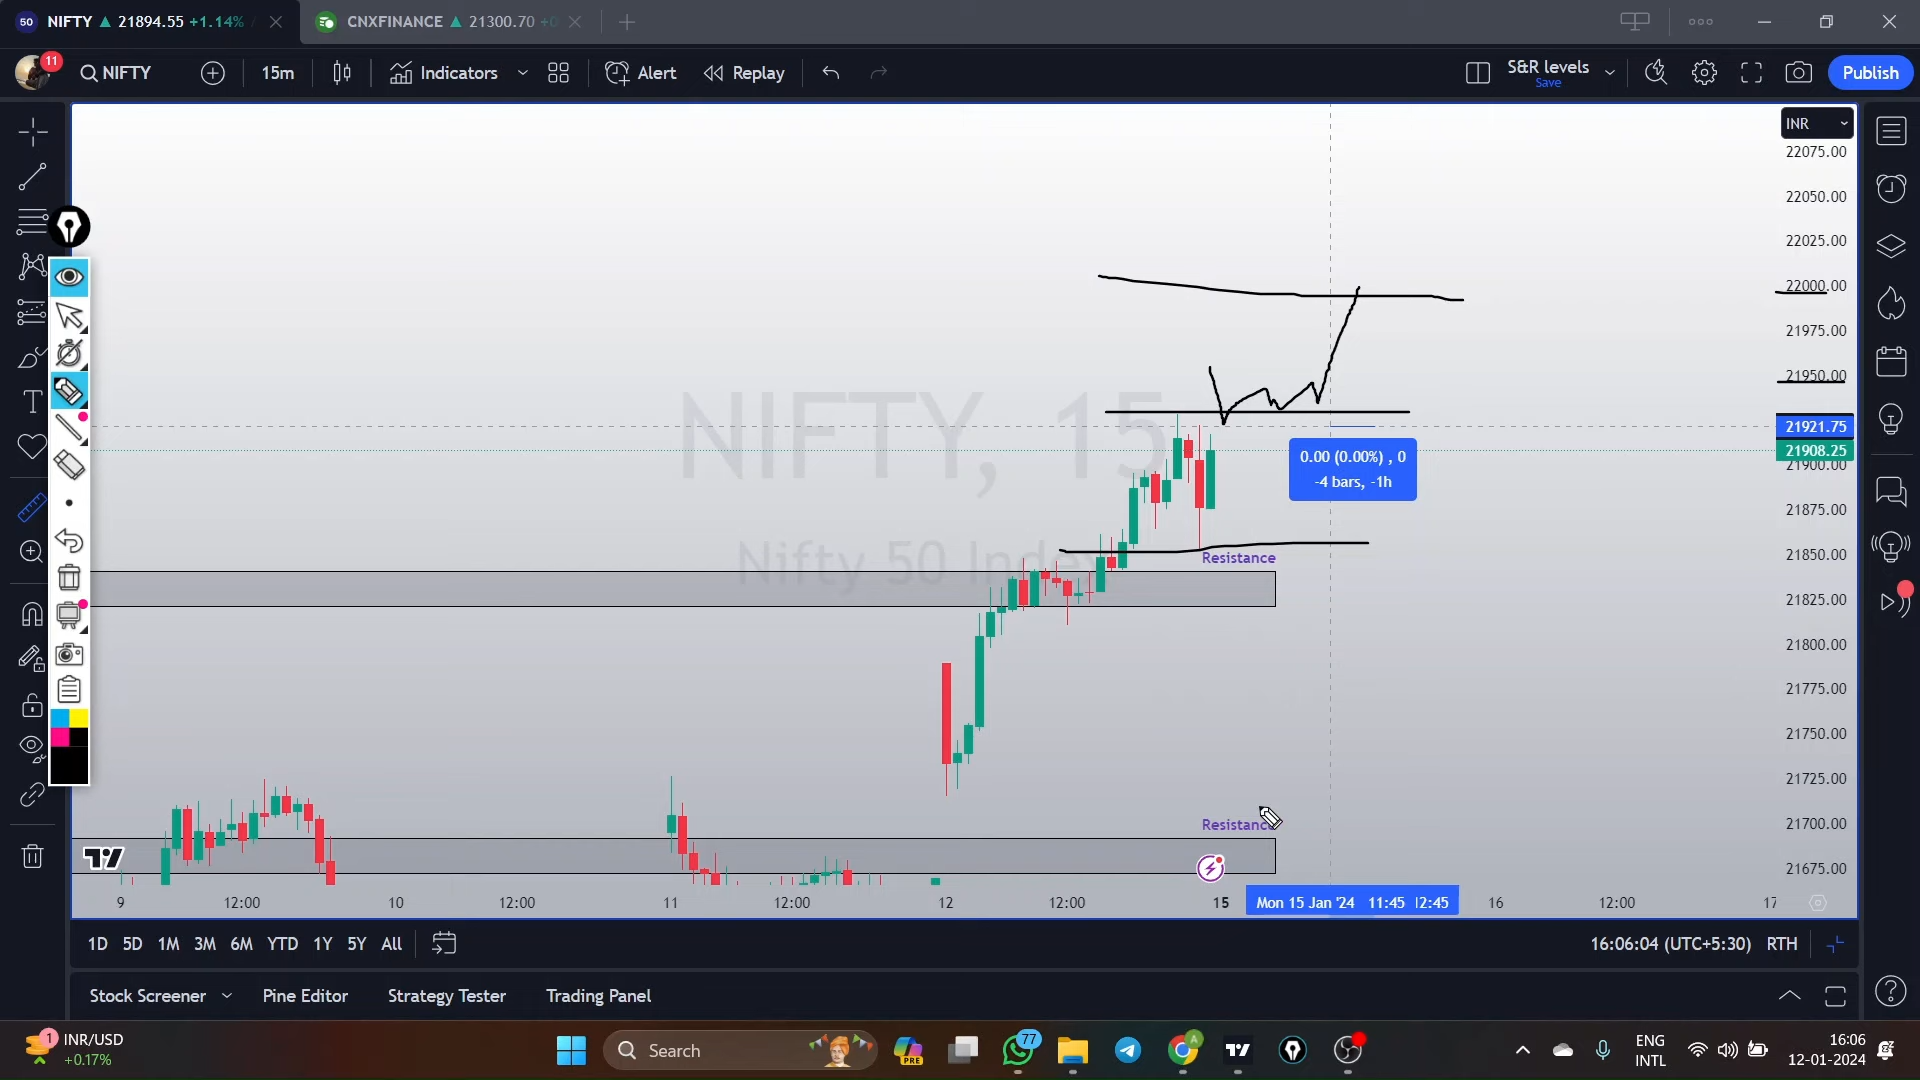 50 NIFTY ▲ 21894.55 +1.14%
CNXFINANCE ▲ 21300.70 +0
11
NIFTY
15m
Indicators
Alert
Replay
S&R levels
Save
Publish
INR
22075.00
22050.00
22025.00
22000.00
21975.00
21950.00
21921.75
21908.25
21900.00
21875.00
21850.00
21825.00
21800.00
21775.00
21750.00
21725.00
21700.00
21675.00
NIFTY, 15
Nifty 50 Index
0.00 (0.00%) , 0
-4 bars, -1h
Resistance
Resistance
9 12:00 10 12:00 11 12:00 12 12:00 15 Mon 15 Jan '24 11:45 12:45 16 12:00 17
1D 5D 1M 3M 6M YTD 1Y 5Y All
16:06:04 (UTC+5:30) RTH
Stock Screener Pine Editor Strategy Tester Trading Panel
1
INR/USD
+0.17%
Search
PRE
77
A
ENG
INTL
16:06
12-01-2024